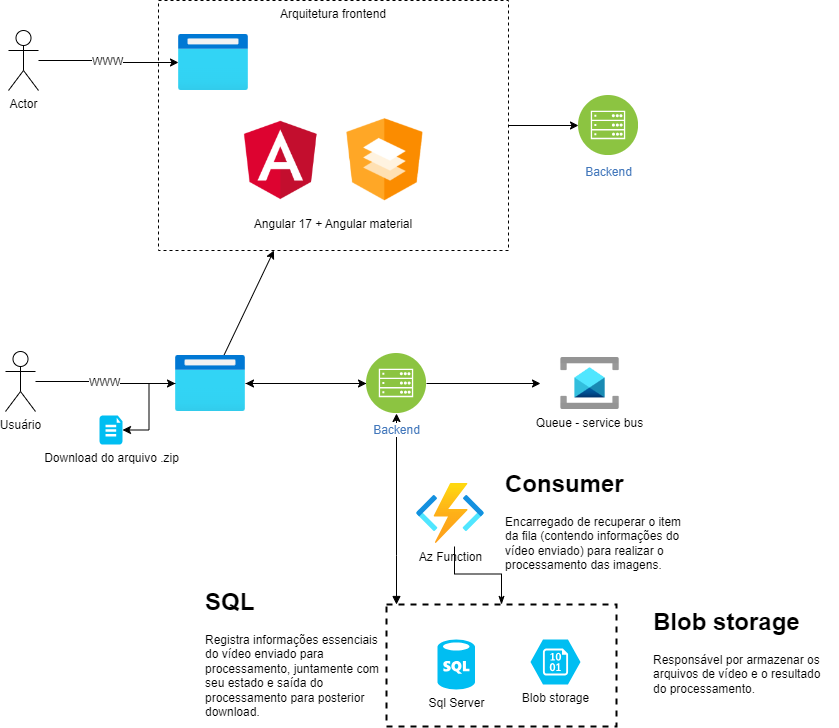 Arquitetura frontend
WWW
Actor
A
Backend
Angular 17 + Angular material
WWW
Usuário
Download do arquivo .zip
Backend
Queue - service bus
Consumer
Encarregado de recuperar o item
da fila (contendo informações do
vídeo enviado) para realizar o
processamento das imagens.
Az Function
SQL
Registra informações essenciais
do vídeo enviado para
processamento, juntamente com
seu estado e saída do
processamento para posterior
download.
SQL
Sql Server
10
01
Blob storage
Blob storage
Responsável por armazenar os
arquivos de vídeo e o resultado
do processamento.